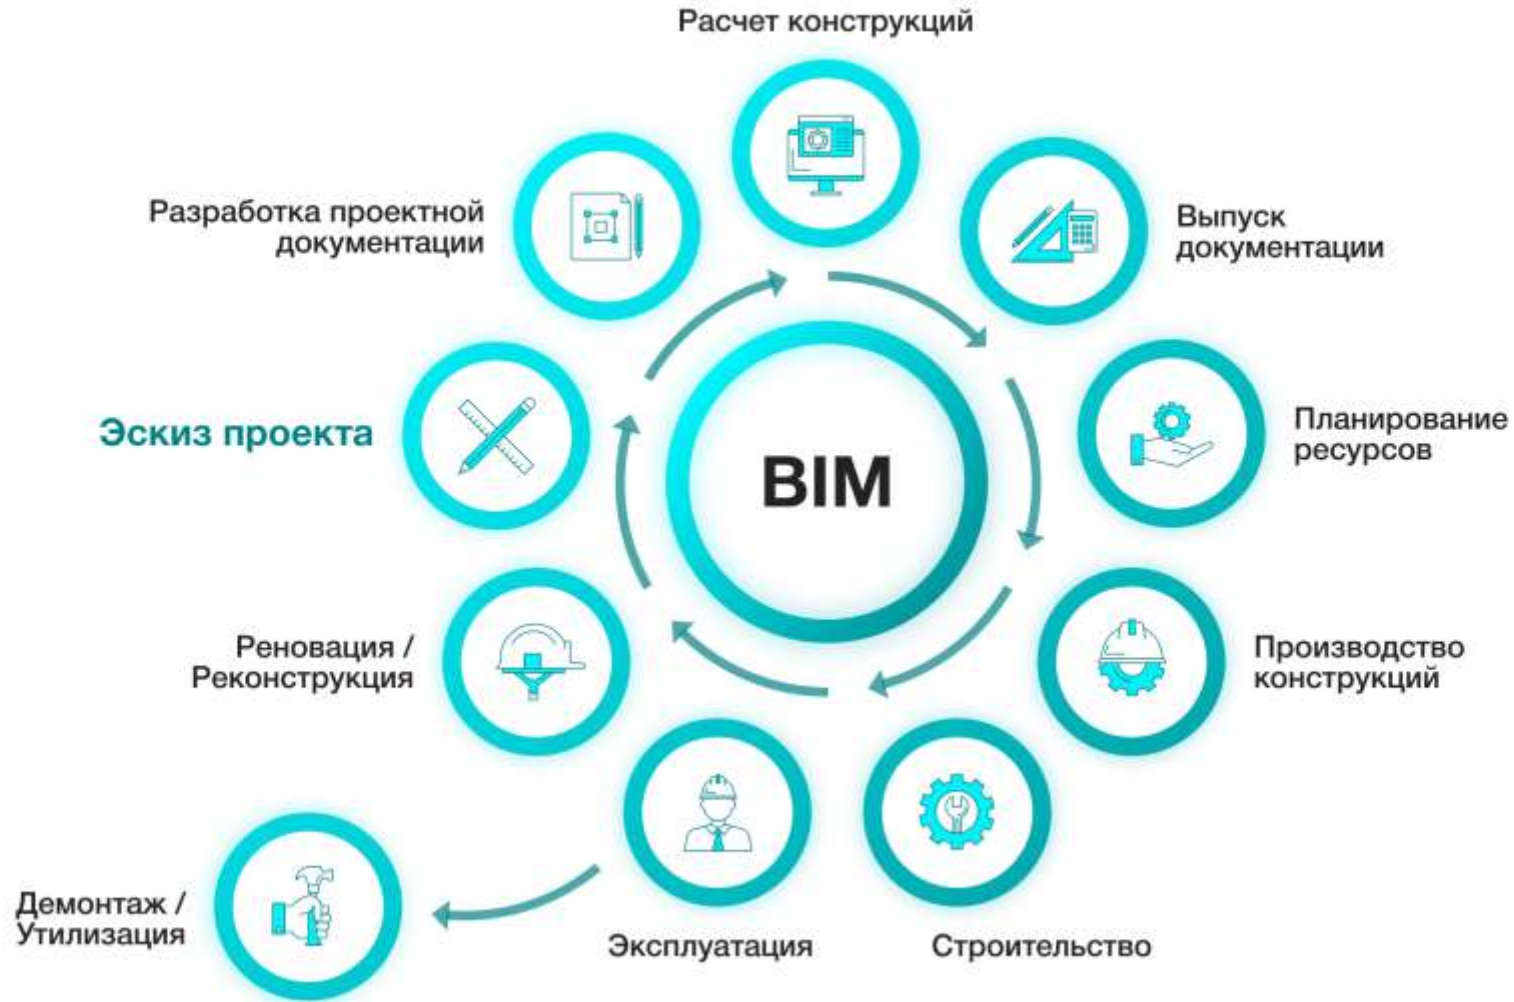 Расчет конструкций
Разработка проектной
документации
Выпуск
документации
Эскиз проекта
Планирование
ресурсов
BIM
Реновация /
Реконструкция
Производство
конструкций
Демонтаж /
Утилизация
Эксплуатация
Строительство